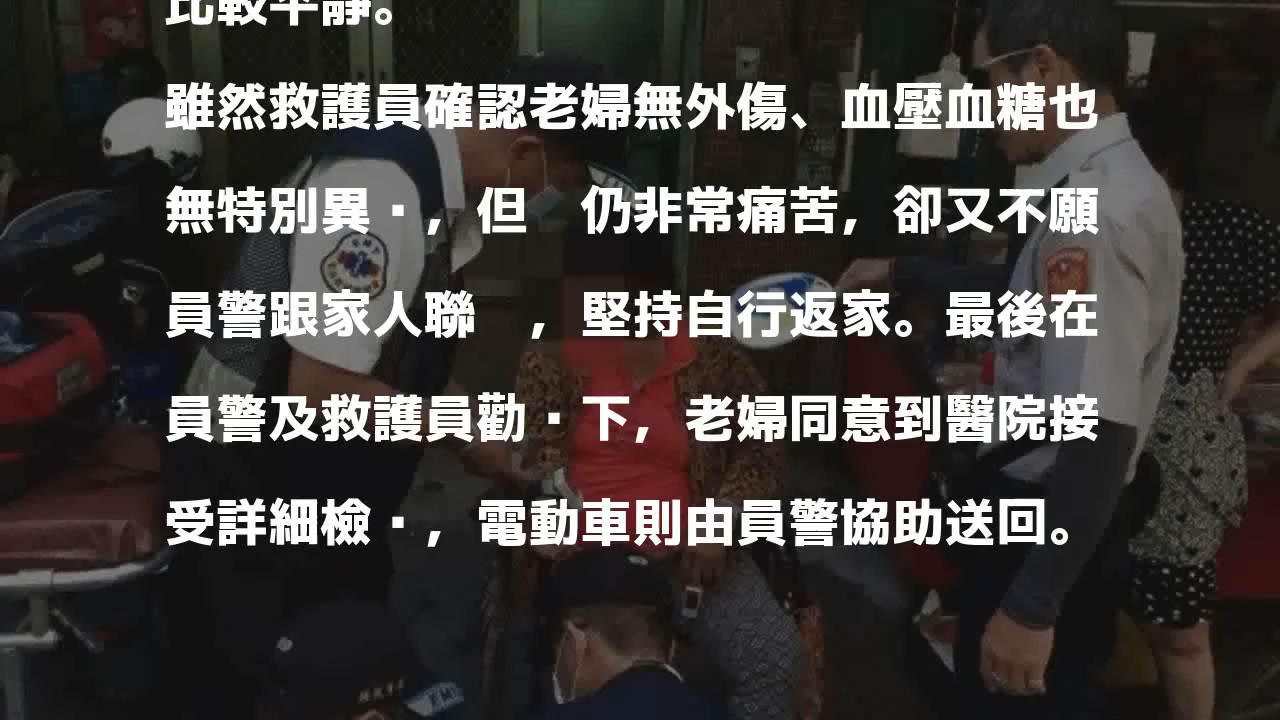 比較平靜。
雖然救護員確認老婦無外傷、血壓血糖也
無特別異·，但　仍非常痛苦，卻又不願
員警跟家人聯　，堅持自行返家。最後在
員警及救護員勸·下，老婦同意到醫院接
受詳細檢·，電動車則由員警協助送回。